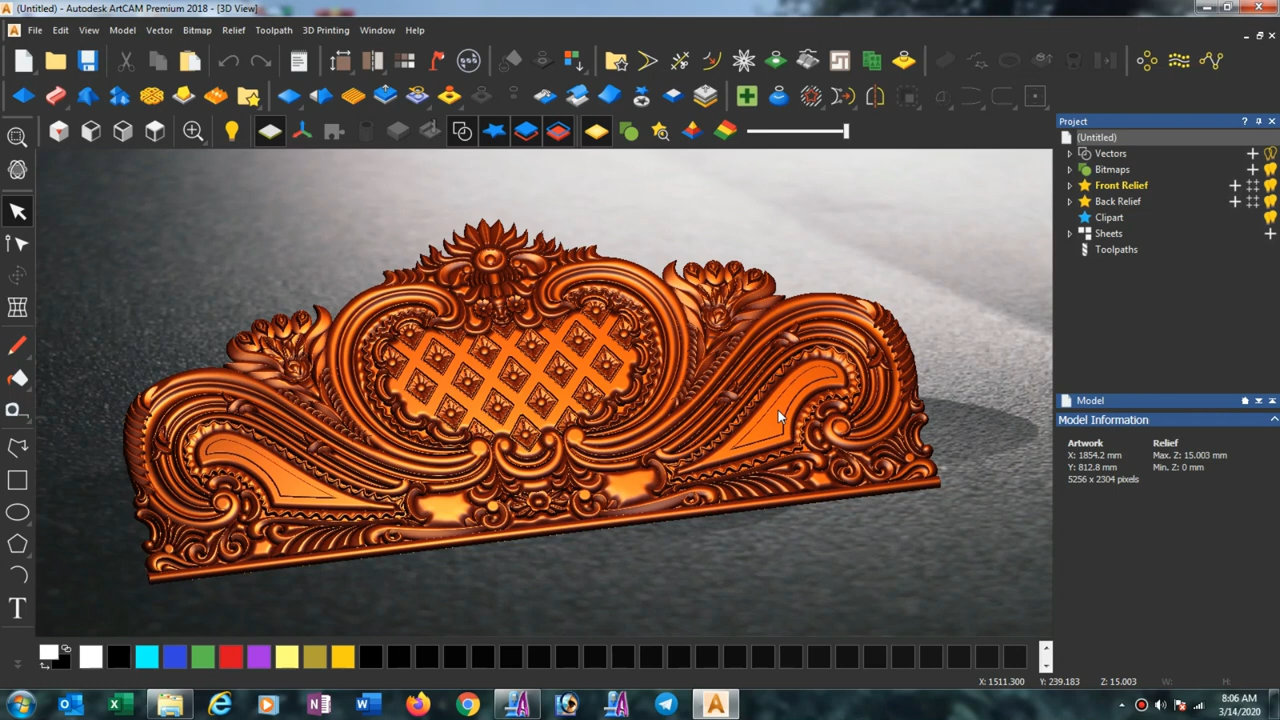 (Untitled) - Autodesk ArtCAM Premium 2018 - [3D View]
File Edit View Model Vector Bitmap Relief Toolpath 3D Printing Window Help
Project
(Untitled)
Vectors
Bitmaps
Front Relief
Back Relief
Clipart
Sheets
Toolpaths
Model
Model Information
Artwork Relief
X: 1854.2 mm Max. Z: 15.003 mm
Y: 812.8 mm Min. Z: 0 mm
5256 x 2304 pixels
X: 1511.300 Y: 239.183 Z: 15.003 W: H:
8:06 AM
3/14/2020